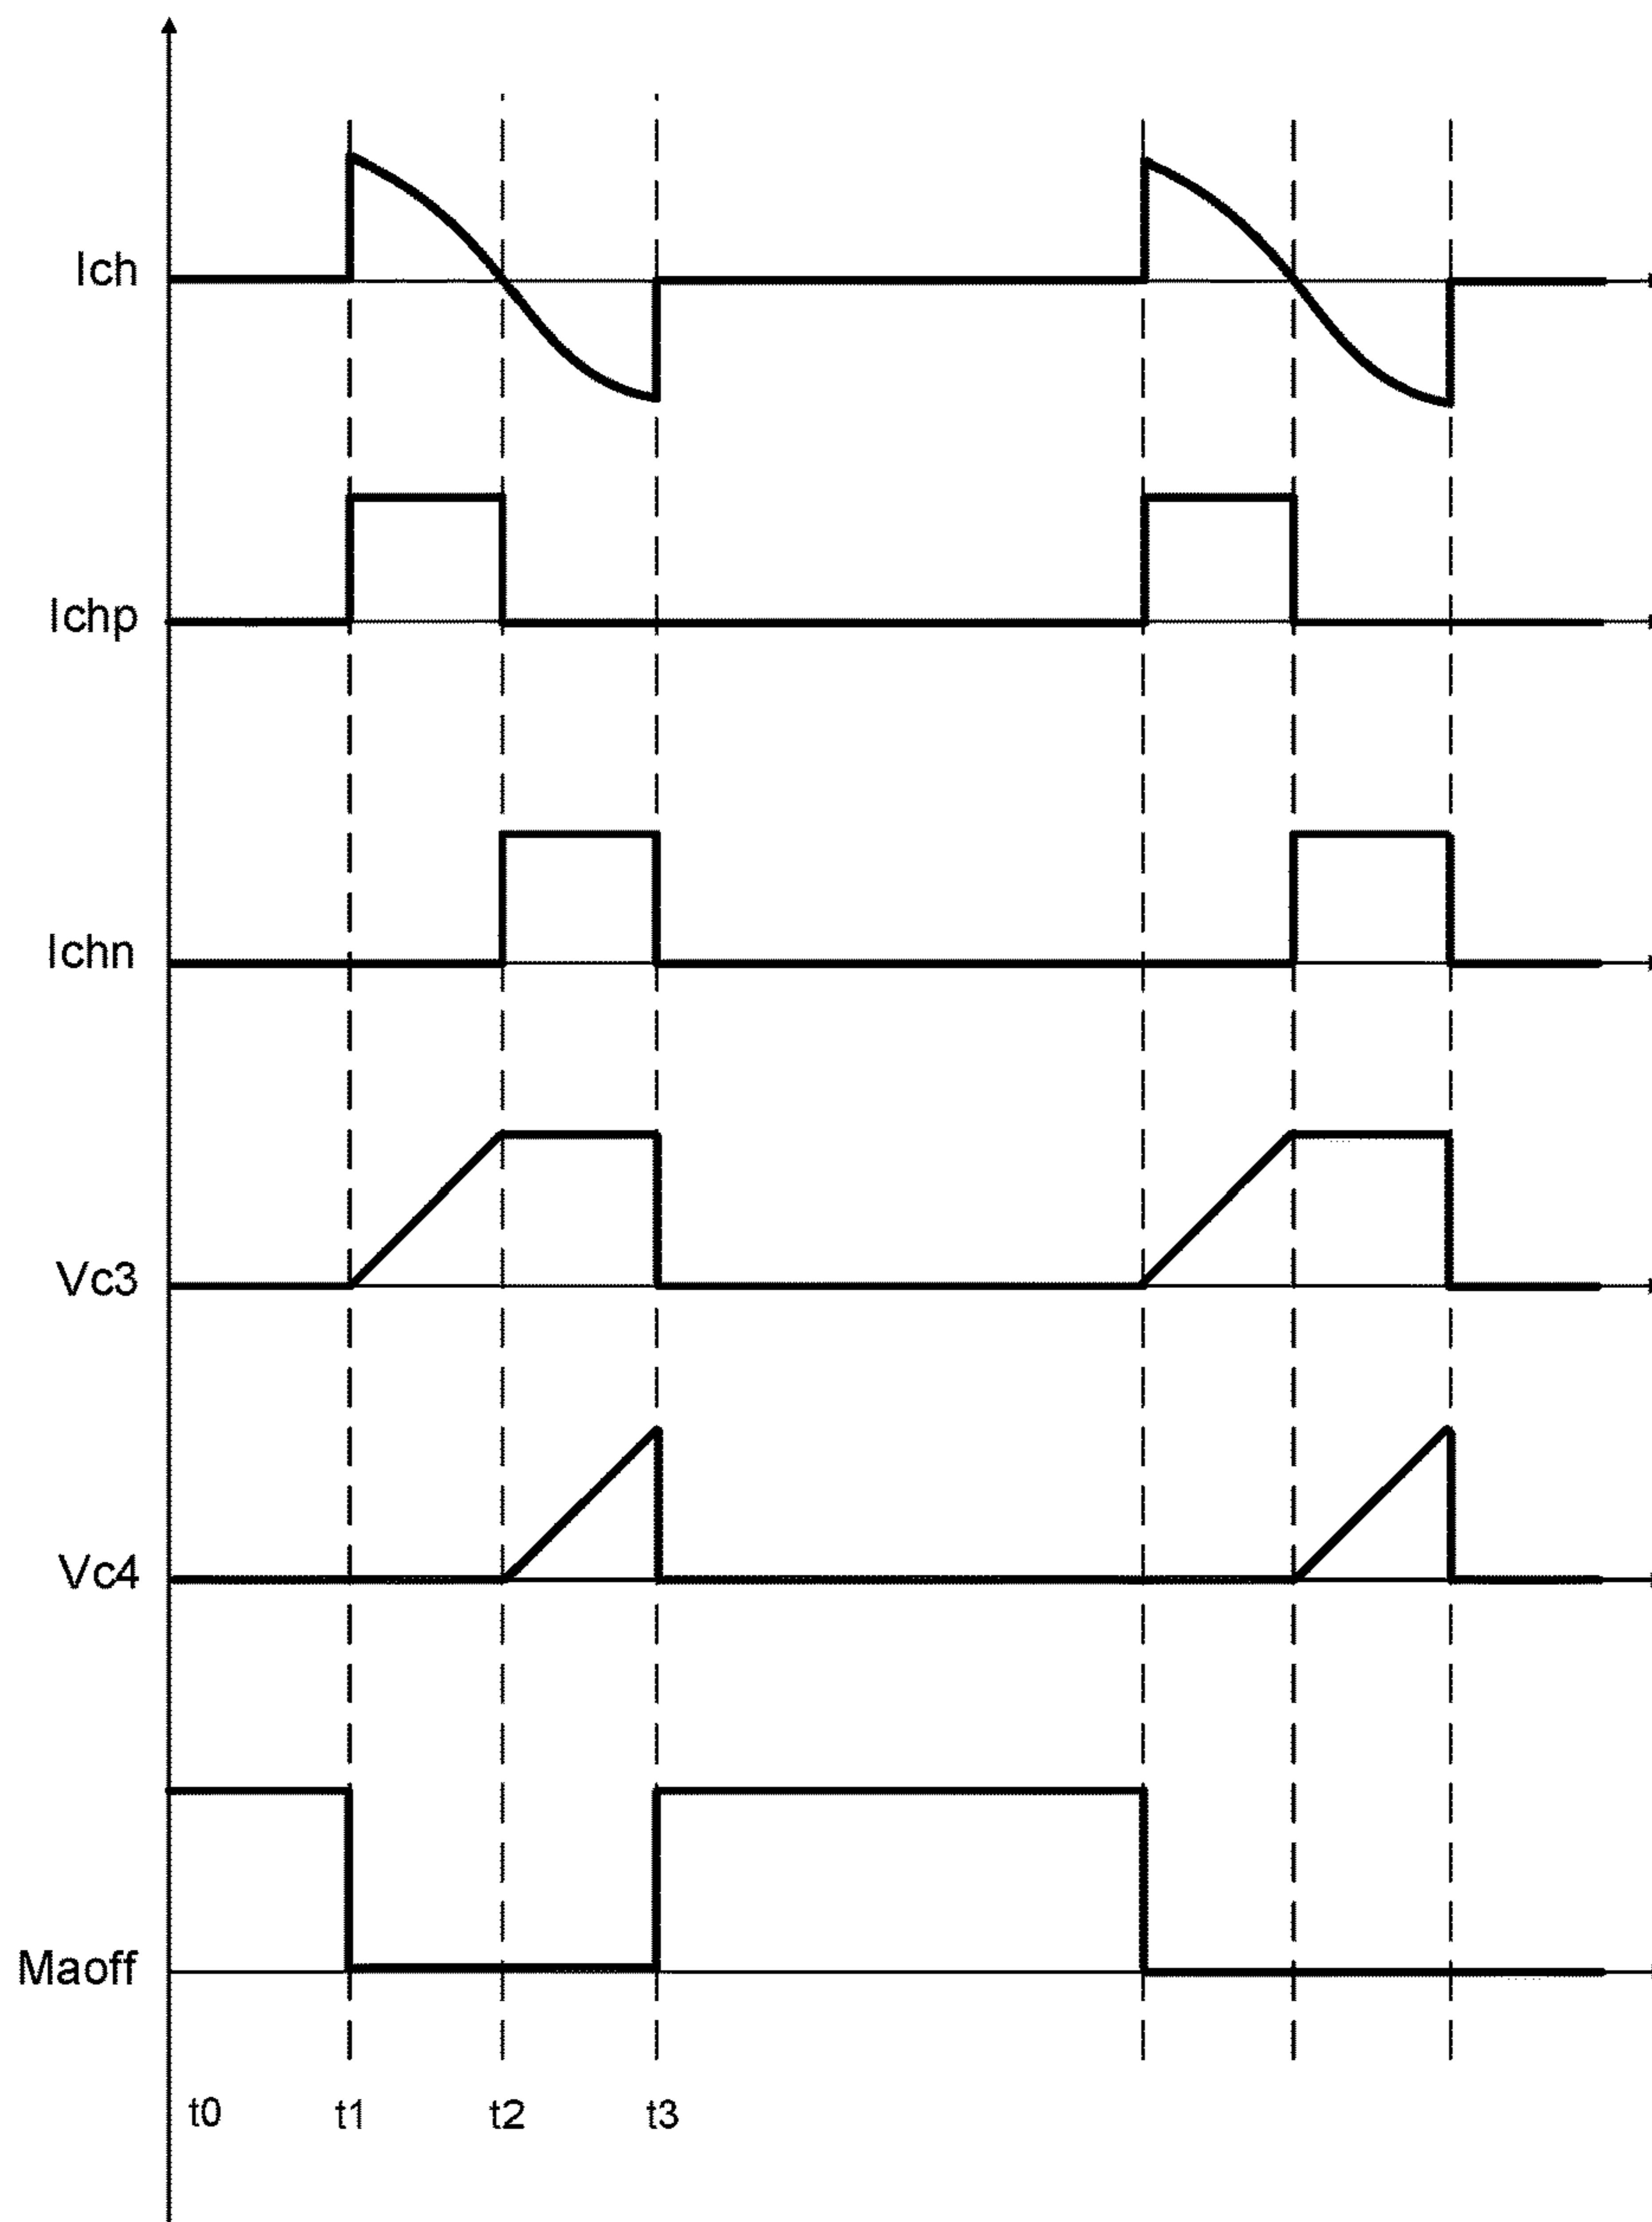 Ich
Ichp
Ichn
Vc3
Vc4
Maoff
t0 t1 t2 t3